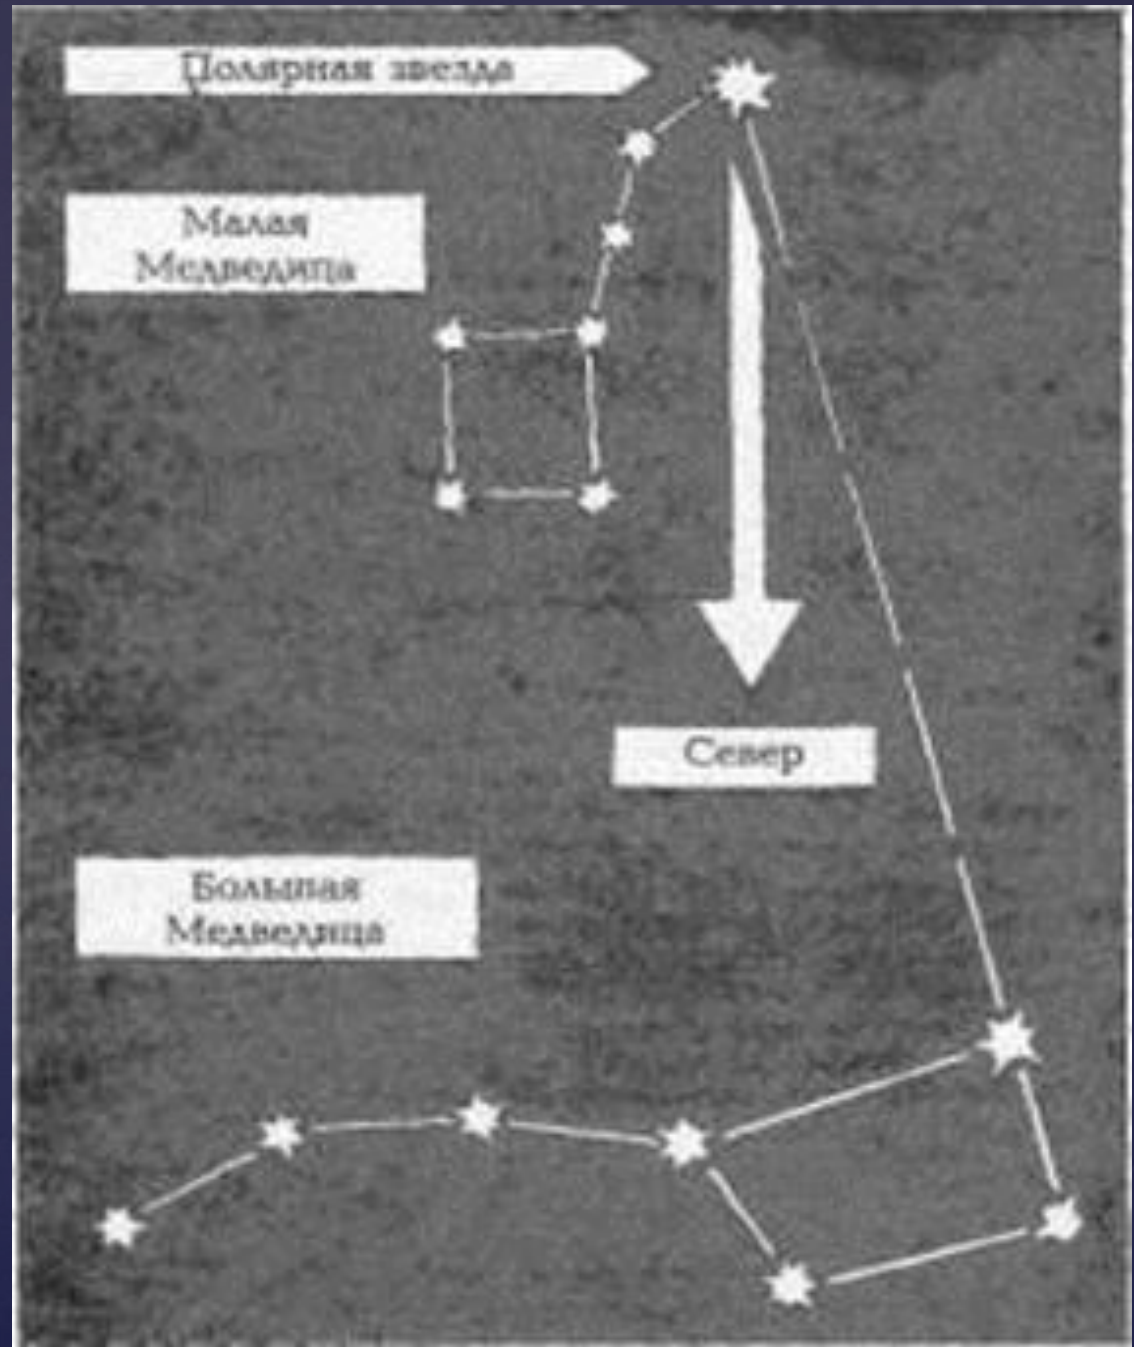 Полярная звезда
Малая
Медведица
Север
Большая
Медведица